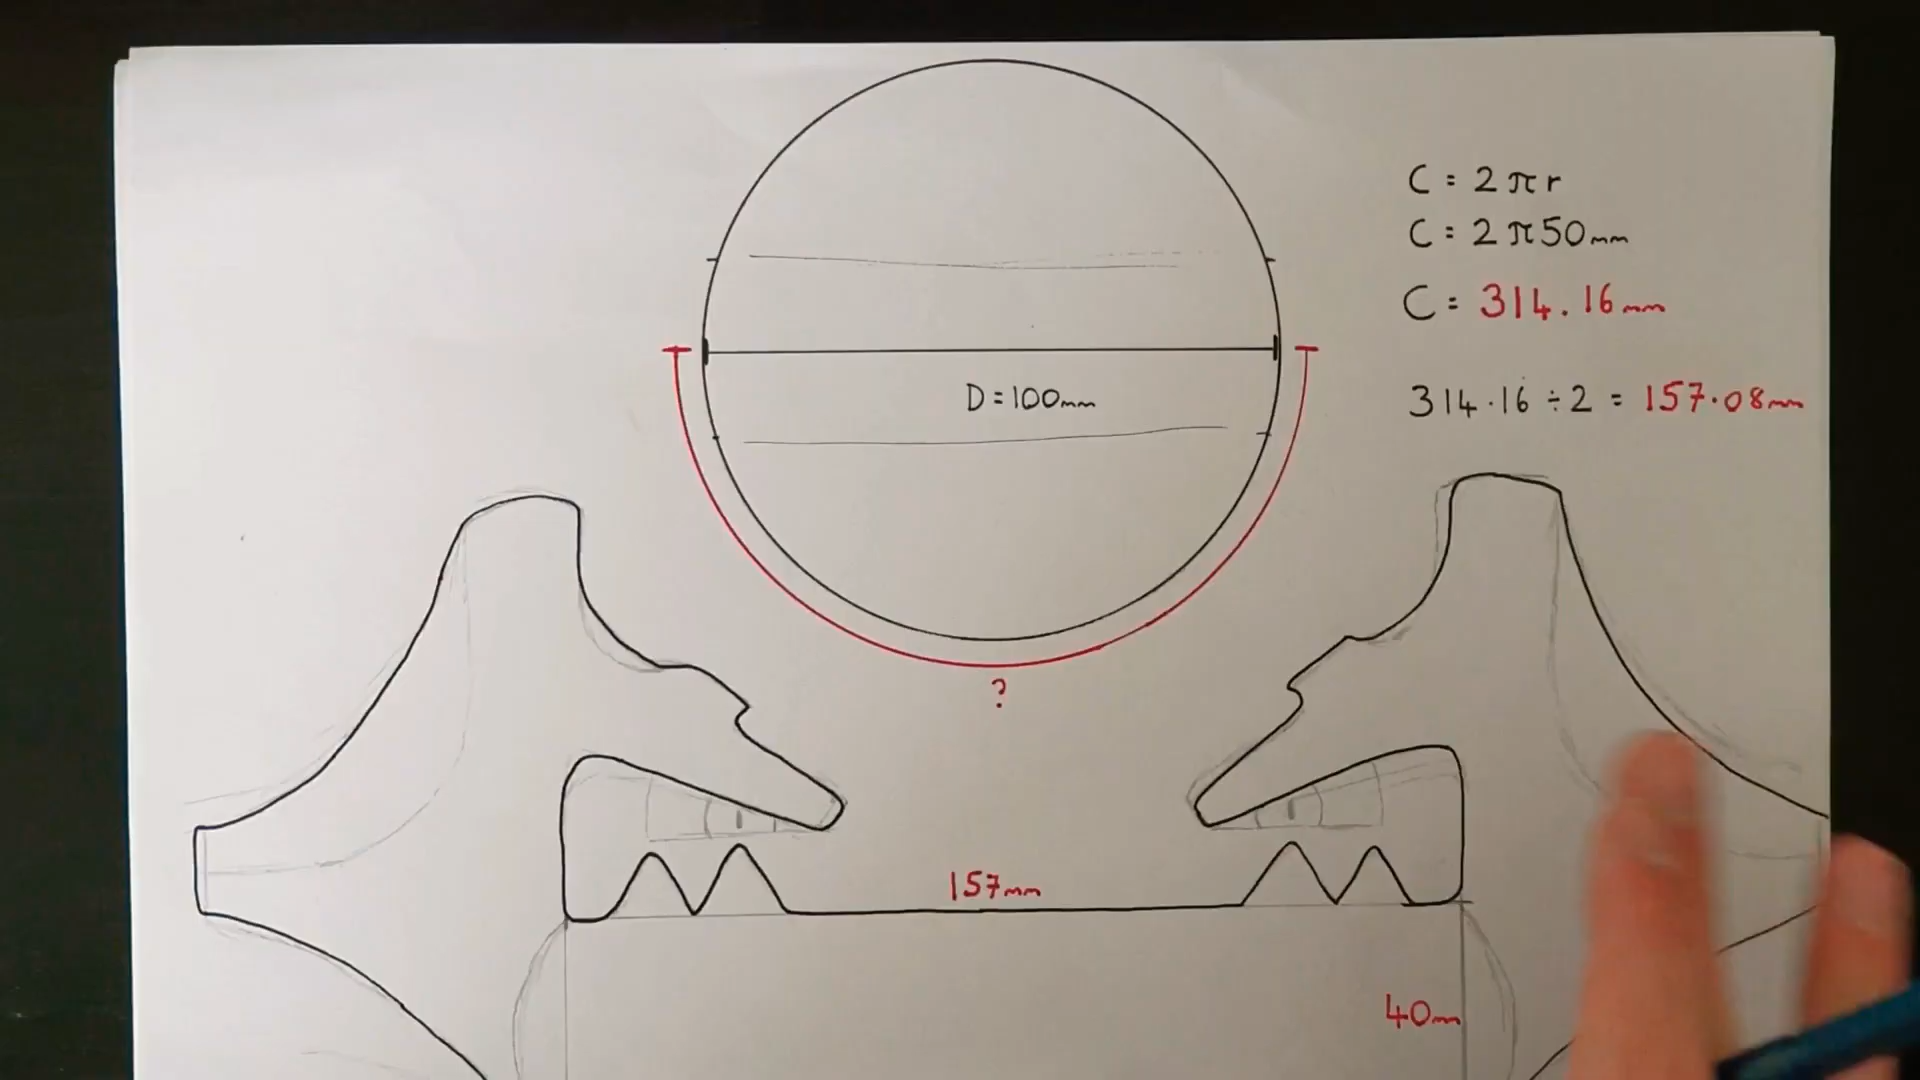 C = 2πr
C = 2π50mm
C = 314.16mm
D=100mm
314.16 ÷ 2 = 157.08mm
?
157mm
40mm